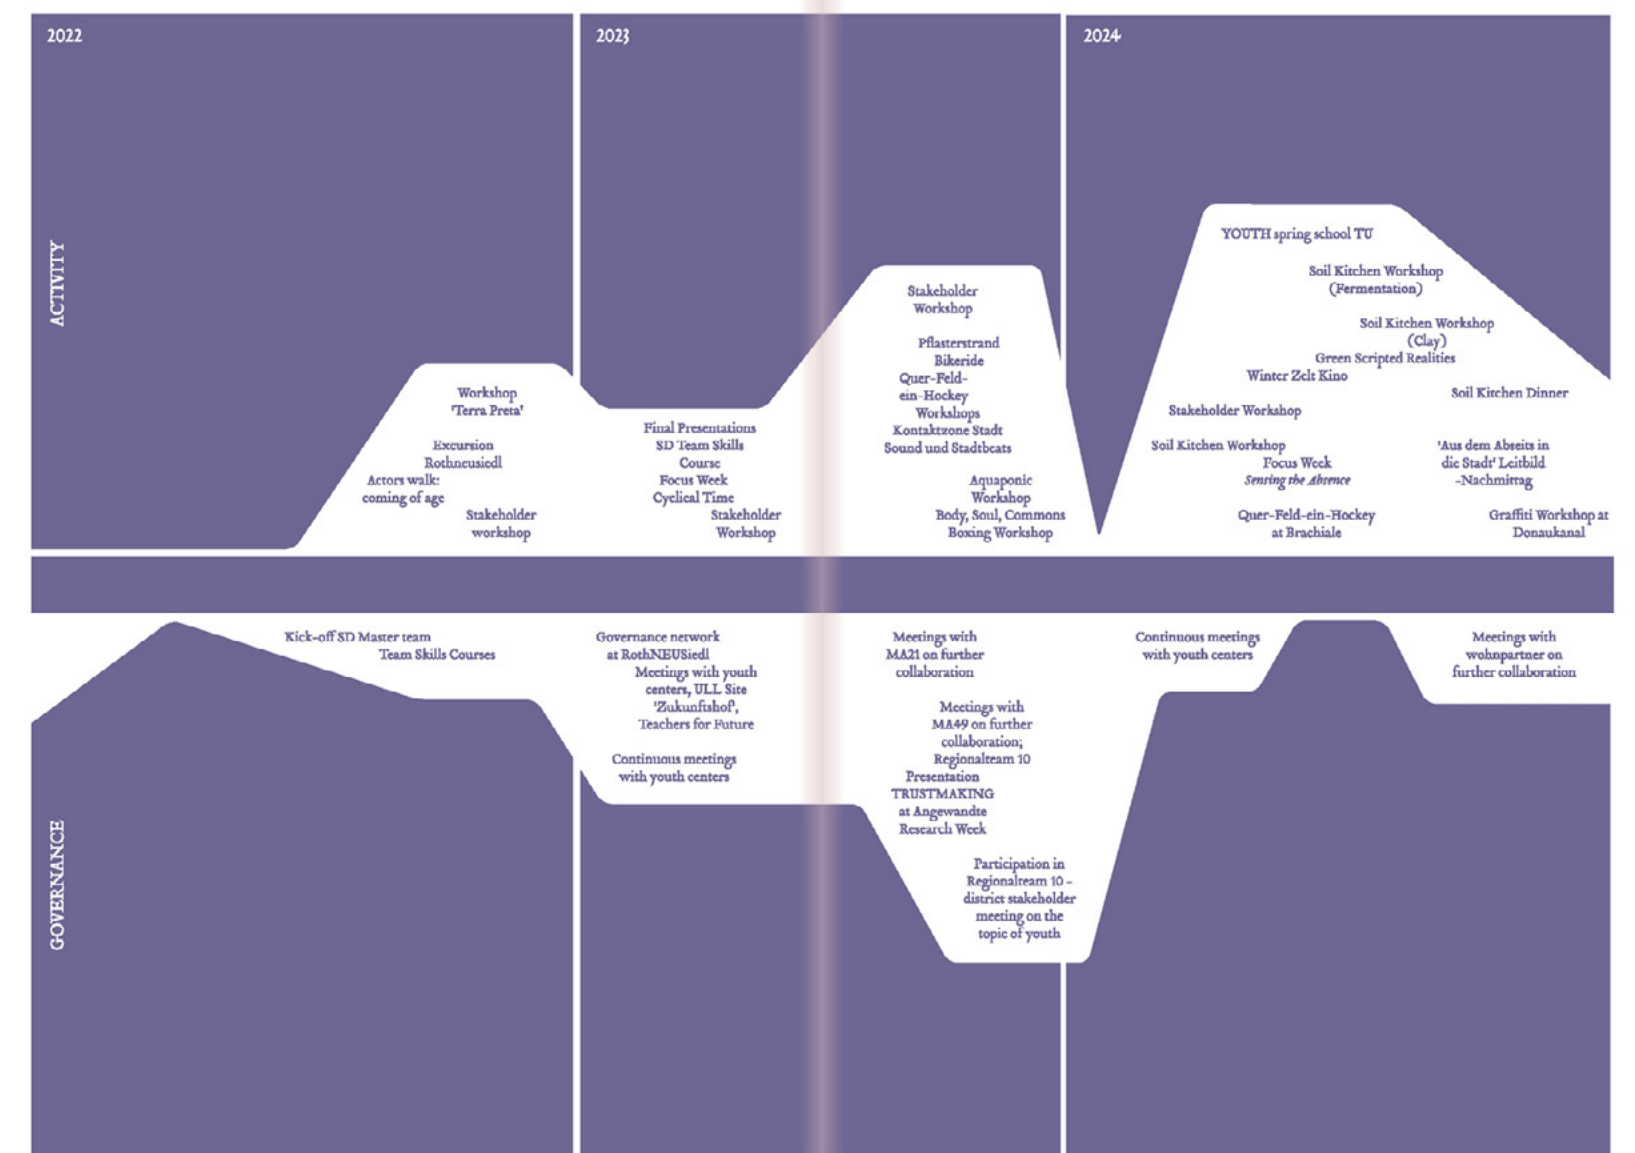 2022
2023
2024
ACTIVITY
Workshop
'Terra Preta'
Excursion
Rothneusiedl
Actors walk:
coming of age
Stakeholder
workshop
Final Presentations
SD Team Skills
Course
Focus Week
Cyclical Time
Stakeholder
Workshop
Stakeholder
Workshop
Pflasterstrand
Bikeride
Quer-Feld-
ein-Hockey
Workshops
Kontaktzone Stadt
Sound und Stadtbeats
Aquaponic
Workshop
Body, Soul, Commons
Boxing Workshop
YOUTH spring school TU
Soil Kitchen Workshop
(Fermentation)
Soil Kitchen Workshop
(Clay)
Green Scripted Realities
Winter Zelt Kino
Soil Kitchen Dinner
Stakeholder Workshop
Soil Kitchen Workshop
Focus Week
Sensing the Absence
'Aus dem Abseits in
die Stadt' Leitbild
-Nachmittag
Quer-Feld-ein-Hockey
at Brachiale
Graffiti Workshop at
Donaukanal
GOVERNANCE
Kick-off SD Master team
Team Skills Courses
Governance network
at RothNEUSiedl
Meetings with youth
centers, ULL Site
'Zukunftshof',
Teachers for Future
Continuous meetings
with youth centers
Meetings with
MA21 on further
collaboration
Meetings with
MA49 on further
collaboration;
Regionalteam 10
Presentation
TRUSTMAKING
at Angewandte
Research Week
Participation in
Regionalteam 10 -
district stakeholder
meeting on the
topic of youth
Continuous meetings
with youth centers
Meetings with
wohnpartner on
further collaboration